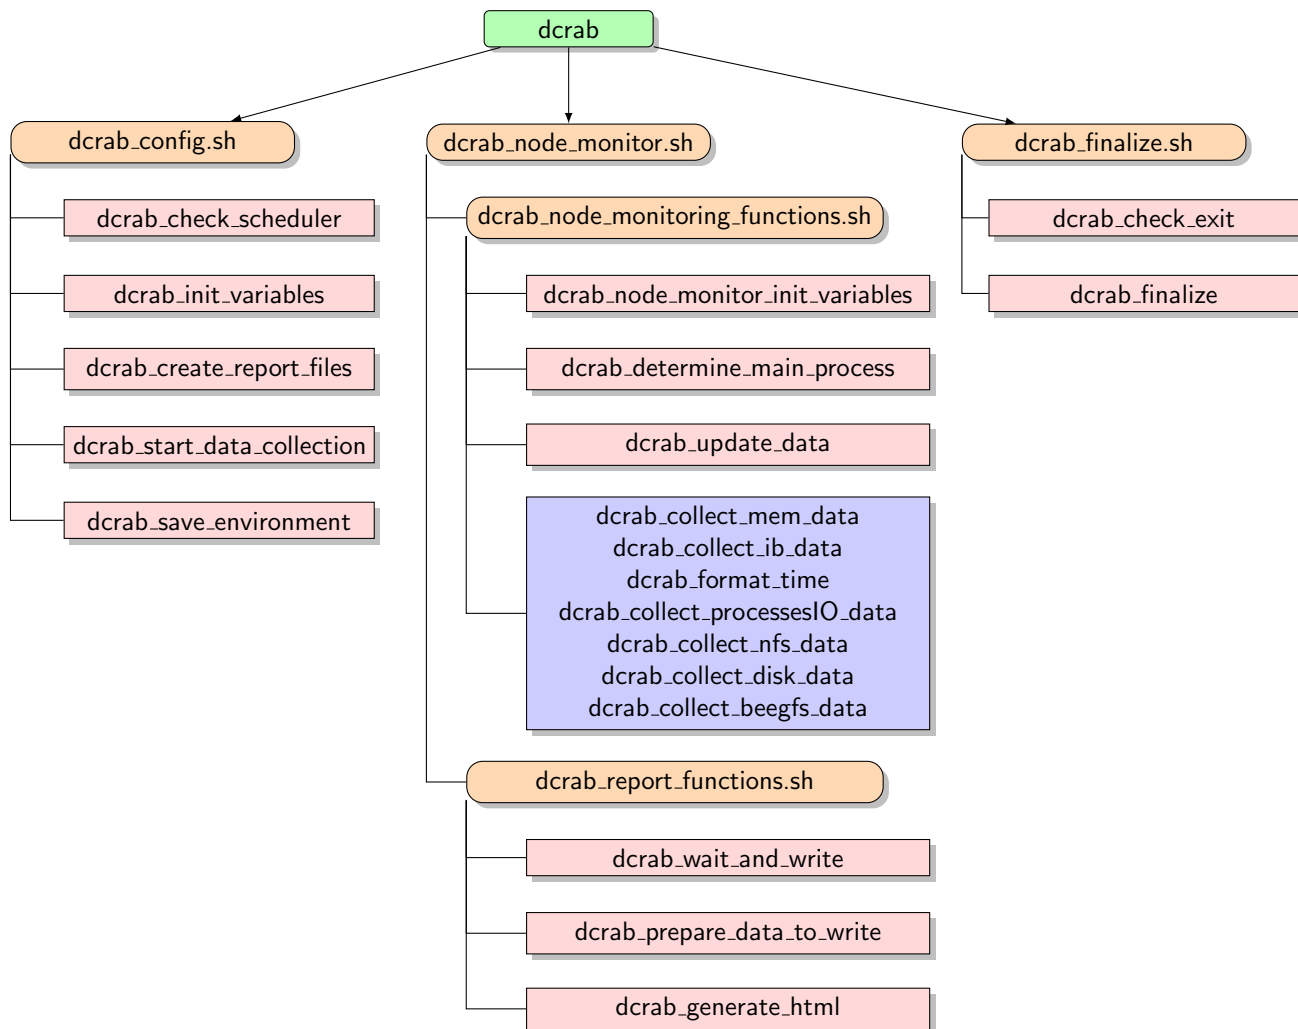 dcrab
dcrab_config.sh
dcrab_check_scheduler
dcrab_init_variables
dcrab_create_report_files
dcrab_start_data_collection
dcrab_save_environment
dcrab_node_monitor.sh
dcrab_node_monitoring_functions.sh
dcrab_node_monitor_init_variables
dcrab_determine_main_process
dcrab_update_data
dcrab_collect_mem_data
dcrab_collect_ib_data
dcrab_format_time
dcrab_collect_processesIO_data
dcrab_collect_nfs_data
dcrab_collect_disk_data
dcrab_collect_beegfs_data
dcrab_report_functions.sh
dcrab_wait_and_write
dcrab_prepare_data_to_write
dcrab_generate_html
dcrab_finalize.sh
dcrab_check_exit
dcrab_finalize